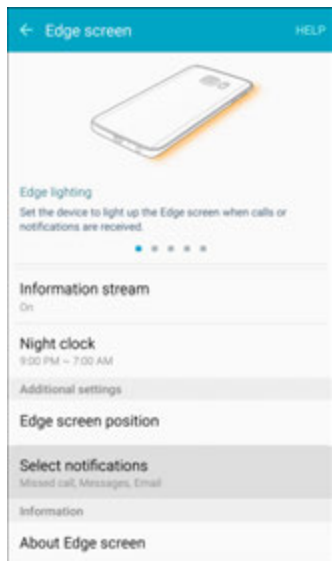 Edge screen
HELP
Edge lighting
Set the device to light up the Edge screen when calls or
notifications are received.
Information stream
On
Night clock
9:00 PM ~ 7:00 AM
Additional settings
Edge screen position
Select notifications
Missed call, Messages, Email
Information
About Edge screen